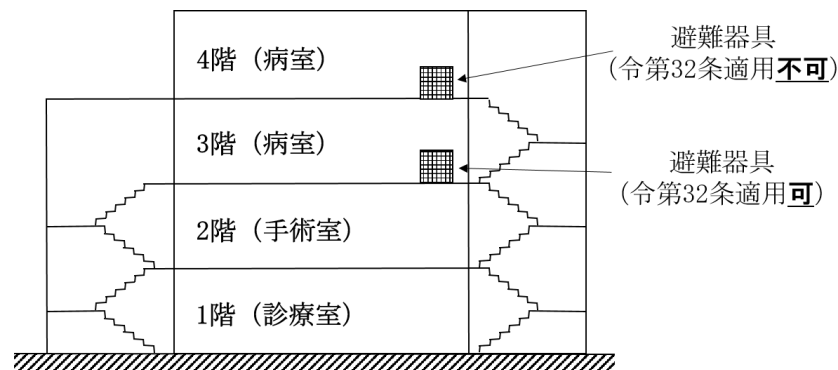 4階（病室）
避難器具
（令第32条適用不可）
3階（病室）
避難器具
（令第32条適用可）
2階（手術室）
1階（診療室）